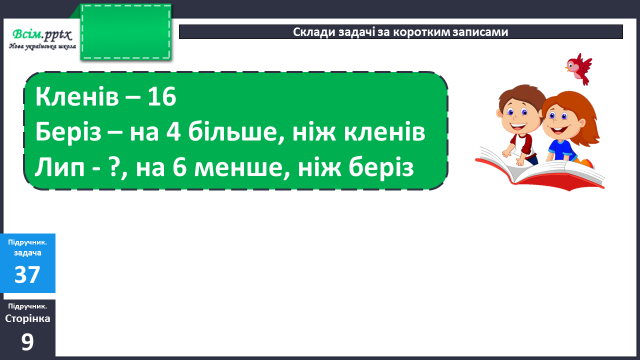 Всім.pptx
Нова українська школа
Склади задачі за коротким записами
Кленів – 16
Беріз – на 4 більше, ніж кленів
Лип - ?, на 6 менше, ніж беріз
Підручник.
задача
37
Підручник.
Сторінка
9